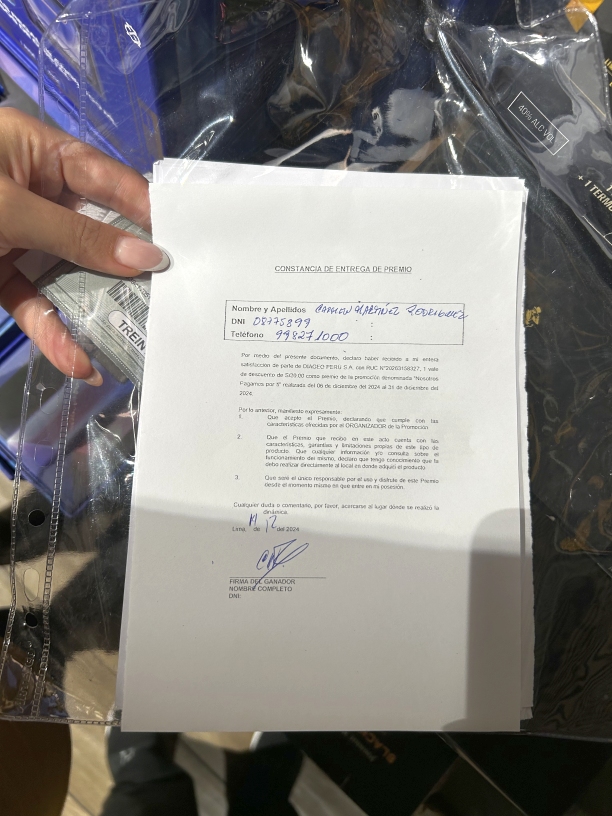 40% ALC VOL.
+ 1 TERMO
TREIN
CONSTANCIA DE ENTREGA DE PREMIO
Nombre y Apellidos CARMEN MARTINEZ RODRIGUEZ
DNI 08775899 :
Teléfono 998271000 :
Por medio del presente documento, declaro haber recibido a mi entera
satisfacción de parte de DIAGEO PERU S.A. con RUC N°20263158327, 1 vale
de descuento de S/20.00 como premio de la promoción denominada "Nosotros
Pagamos por ti" realizada del 06 de diciembre del 2024 al 31 de diciembre del
2024.
Por lo anterior, manifiesto expresamente:
1. Que acepto el Premio, declarando que cumple con las
características ofrecidas por el ORGANIZADOR de la Promoción.
2. Que el Premio que recibo en este acto cuenta con las
características, garantías y limitaciones propias de este tipo de
producto. Que cualquier información y/o consulta sobre el
funcionamiento del mismo, declaro que tengo conocimiento que la
debo realizar directamente al local en donde adquirí el producto.
3. Que seré el único responsable por el uso y disfrute de este Premio
desde el momento mismo en que entre en mi posesión.
Cualquier duda o comentario, por favor, acercarse al lugar dónde se realizó la
dinámica.
Lima, 11 de 12 del 2024
FIRMA DEL GANADOR
NOMBRE COMPLETO
DNI:
BLACK